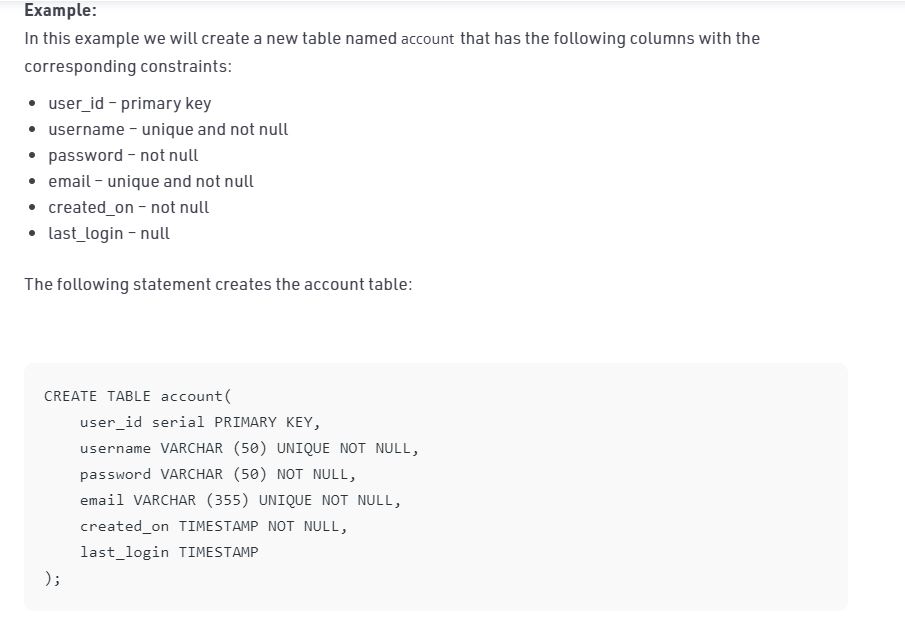 Example:
In this example we will create a new table named account that has the following columns with the
corresponding constraints:
• user_id – primary key
• username – unique and not null
• password – not null
• email – unique and not null
• created_on – not null
• last_login – null
The following statement creates the account table:
CREATE TABLE account(
    user_id serial PRIMARY KEY,
    username VARCHAR (50) UNIQUE NOT NULL,
    password VARCHAR (50) NOT NULL,
    email VARCHAR (355) UNIQUE NOT NULL,
    created_on TIMESTAMP NOT NULL,
    last_login TIMESTAMP
);